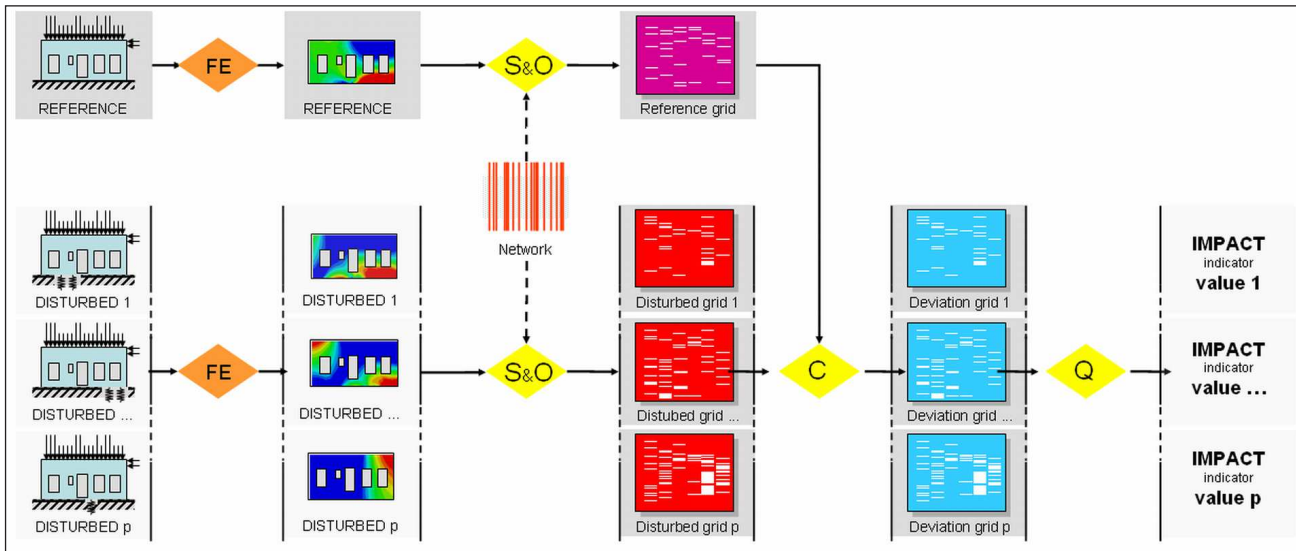 REFERENCE
FE
REFERENCE
S&O
Reference grid
Network
DISTURBED 1
DISTURBED 1
Disturbed grid 1
Deviation grid 1
IMPACT
indicator
value 1
DISTURBED ...
FE
DISTURBED ...
S&O
Distubed grid ...
C
Deviation grid ...
Q
IMPACT
indicator
value ...
DISTURBED p
DISTURBED p
Disturbed grid p
Deviation grid p
IMPACT
indicator
value p